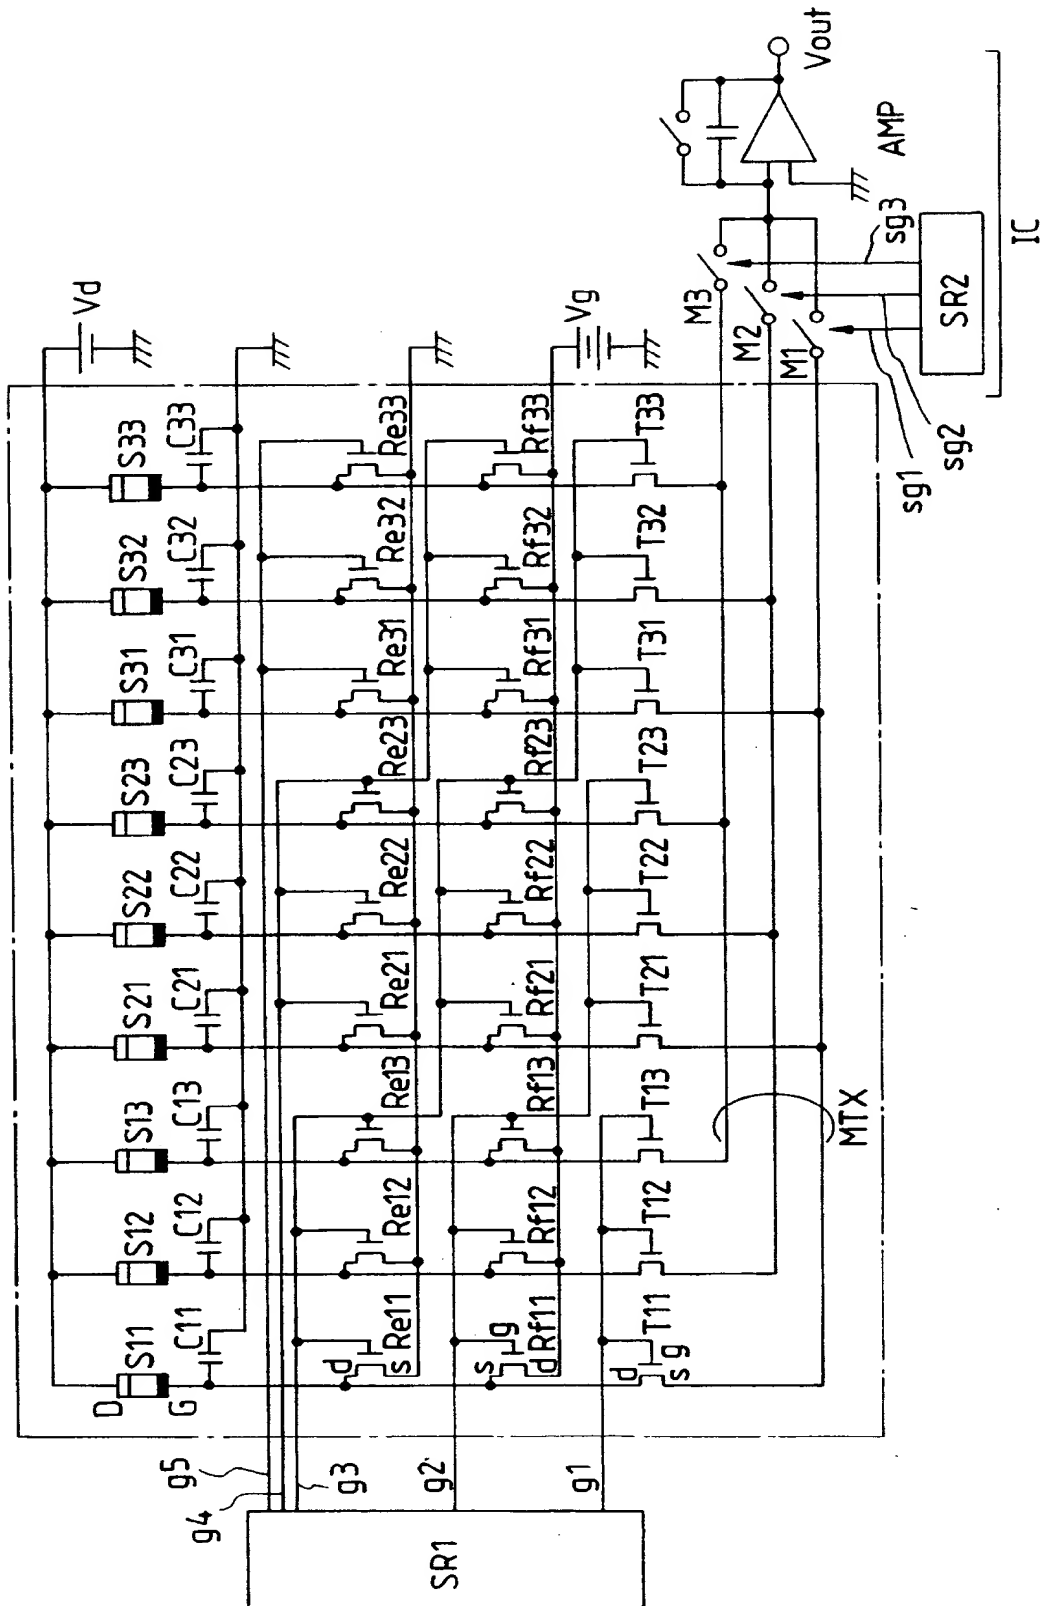 D
G
S11
S12
S13
S21
S22
S23
S31
S32
S33
Vd
C11
C12
C13
C21
C22
C23
C31
C32
C33
g5
g4
g3
g2
g1
SR1
d
s
Re11
Re12
Re13
Re21
Re22
Re23
Re31
Re32
Re33
s
g
d
Rf11
Rf12
Rf13
Rf21
Rf22
Rf23
Rf31
Rf32
Rf33
Vg
d
g
s
T11
T12
T13
T21
T22
T23
T31
T32
T33
MTX
M3
M2
M1
sg1
sg2
sg3
SR2
AMP
Vout
IC